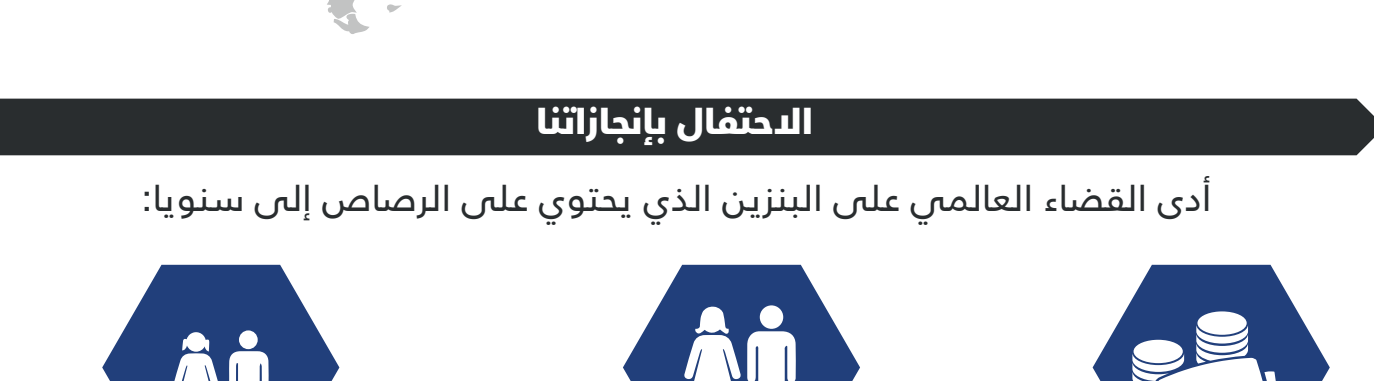 الاحتفال بإنجازاتنا
أدى القضاء العالمي على البنزين الذي يحتوي على الرصاص إلى سنويا: